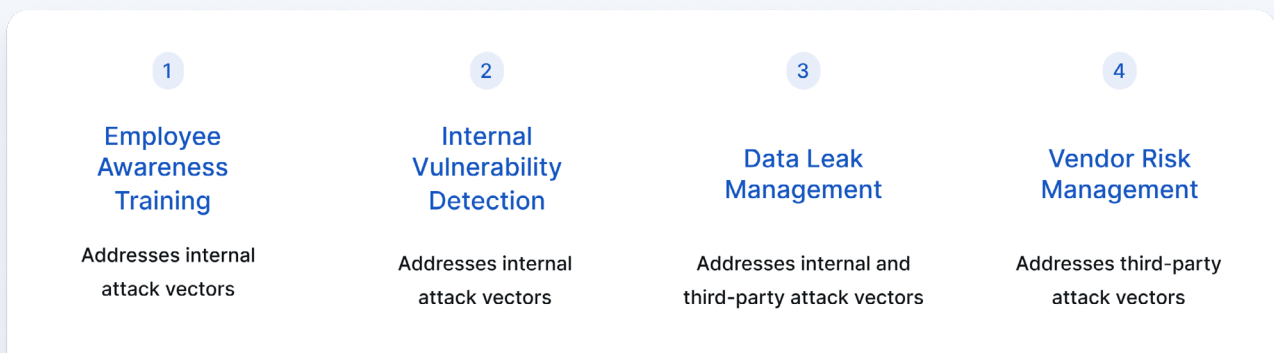 1
Employee
Awareness
Training
Addresses internal
attack vectors
2
Internal
Vulnerability
Detection
Addresses internal
attack vectors
3
Data Leak
Management
Addresses internal and
third-party attack vectors
4
Vendor Risk
Management
Addresses third-party
attack vectors